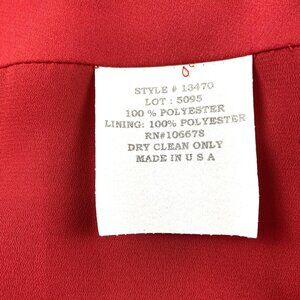 STYLE # 13470
LOT : 5095
100 % POLYESTER
LINING: 100% POLYESTER
RN#106678
DRY CLEAN ONLY
MADE IN U S A